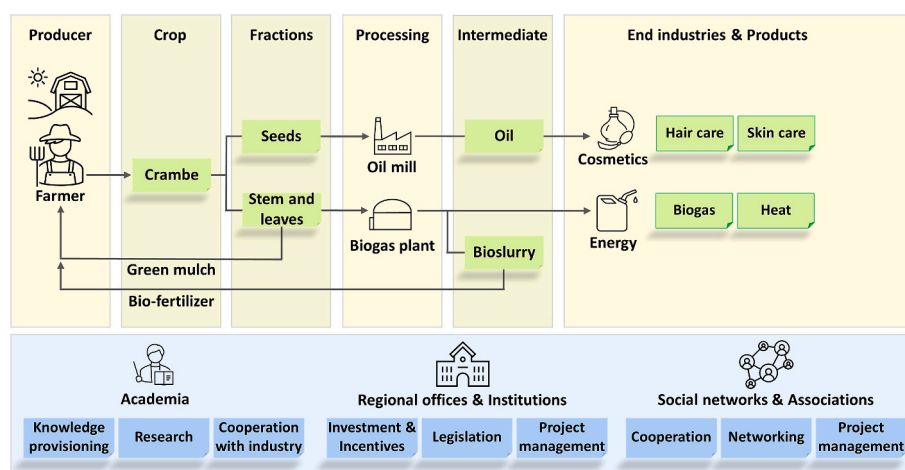 Producer
Crop
Fractions
Processing
Intermediate
End industries & Products
Farmer
Crambe
Seeds
Stem and
leaves
Oil mill
Biogas plant
Oil
Bioslurry
Cosmetics
Hair care
Skin care
Energy
Biogas
Heat
Green mulch
Bio-fertilizer
Academia
Knowledge
provisioning
Research
Cooperation
with industry
Regional offices & Institutions
Investment &
Incentives
Legislation
Project
management
Social networks & Associations
Cooperation
Networking
Project
management